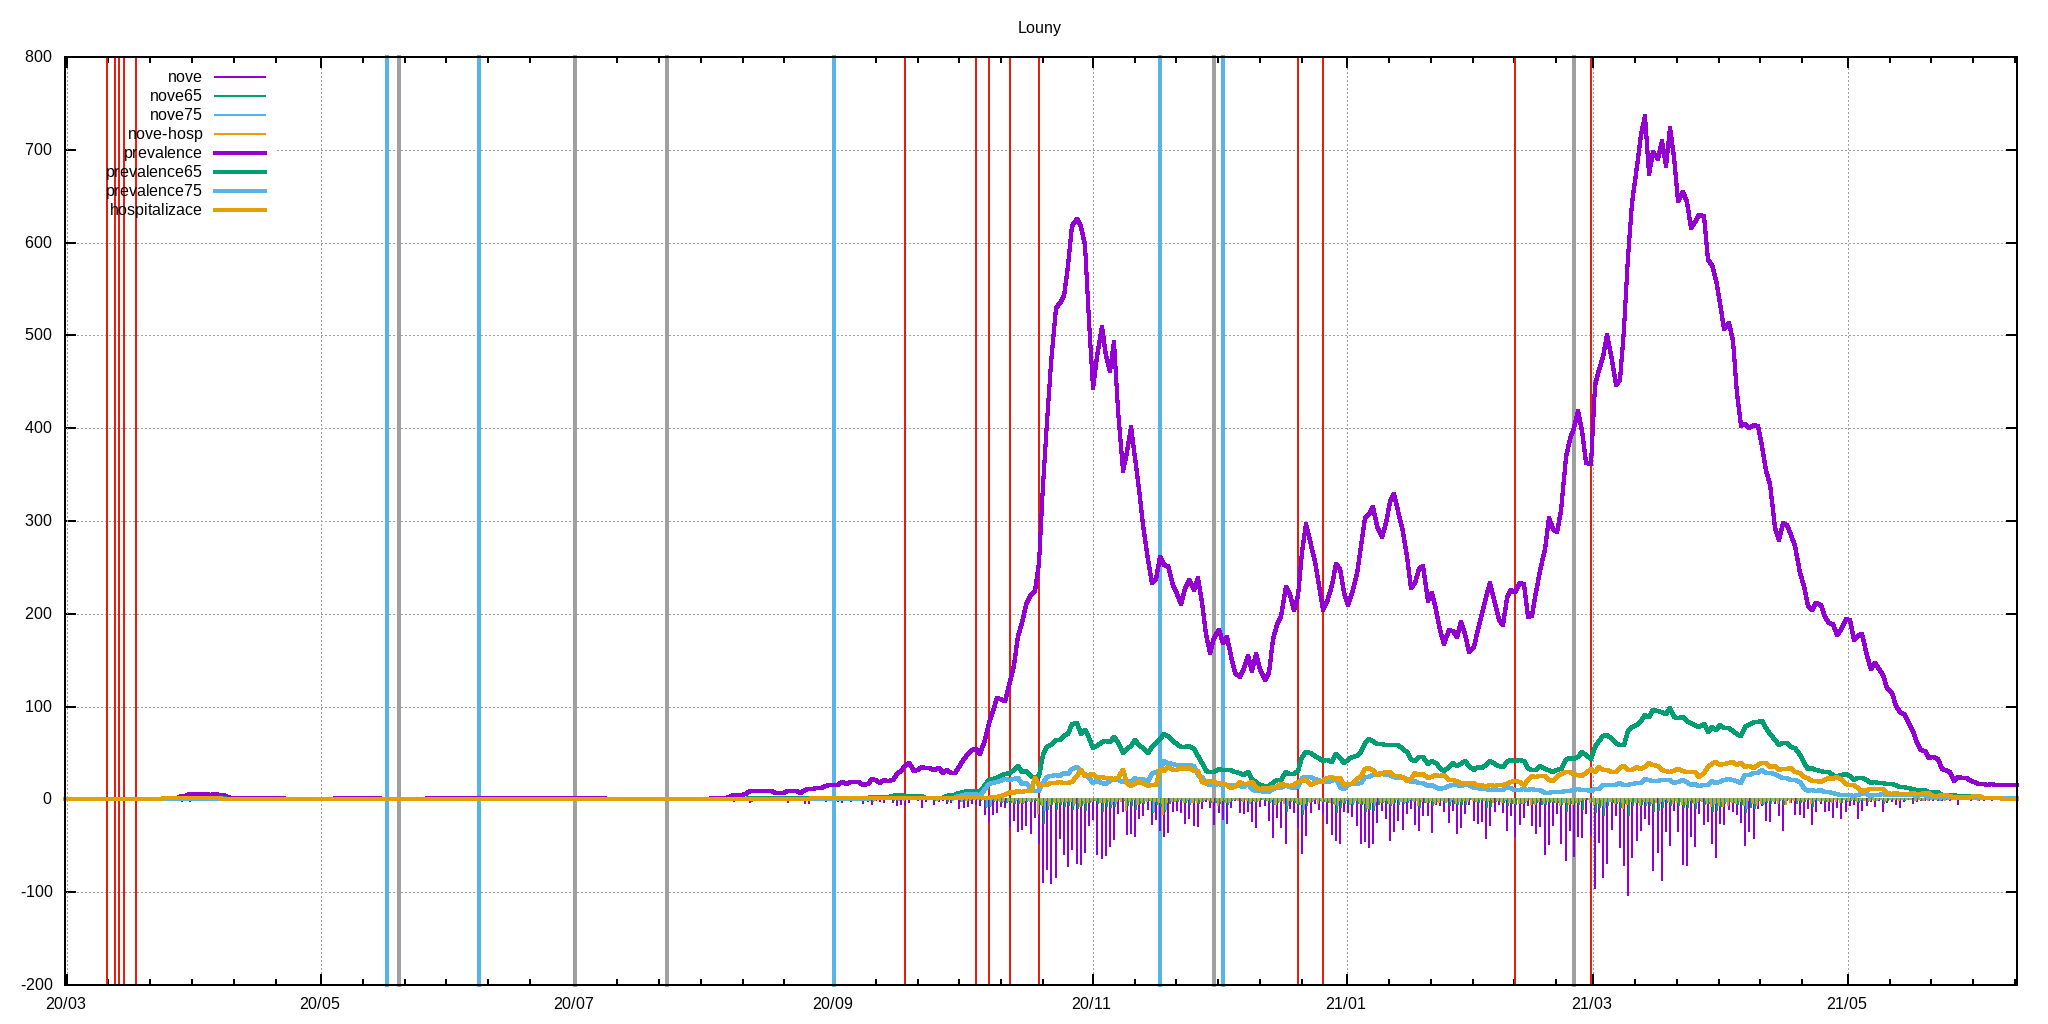 Louny
800
700
600
500
400
300
200
100
0
-100
-200
nove
nove65
nove75
nove-hosp
prevalence
prevalence65
prevalence75
hospitalizace
20/03 20/05 20/07 20/09 20/11 21/01 21/03 21/05